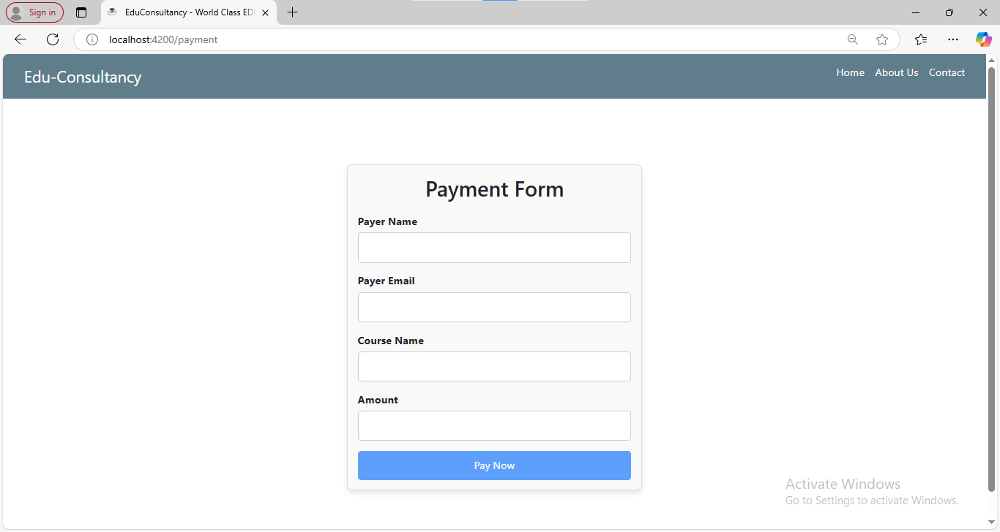 Sign in
EduConsultancy - World Class ED
localhost:4200/payment
Edu-Consultancy
Home About Us Contact
Payment Form
Payer Name
Payer Email
Course Name
Amount
Pay Now
Activate Windows
Go to Settings to activate Windows.